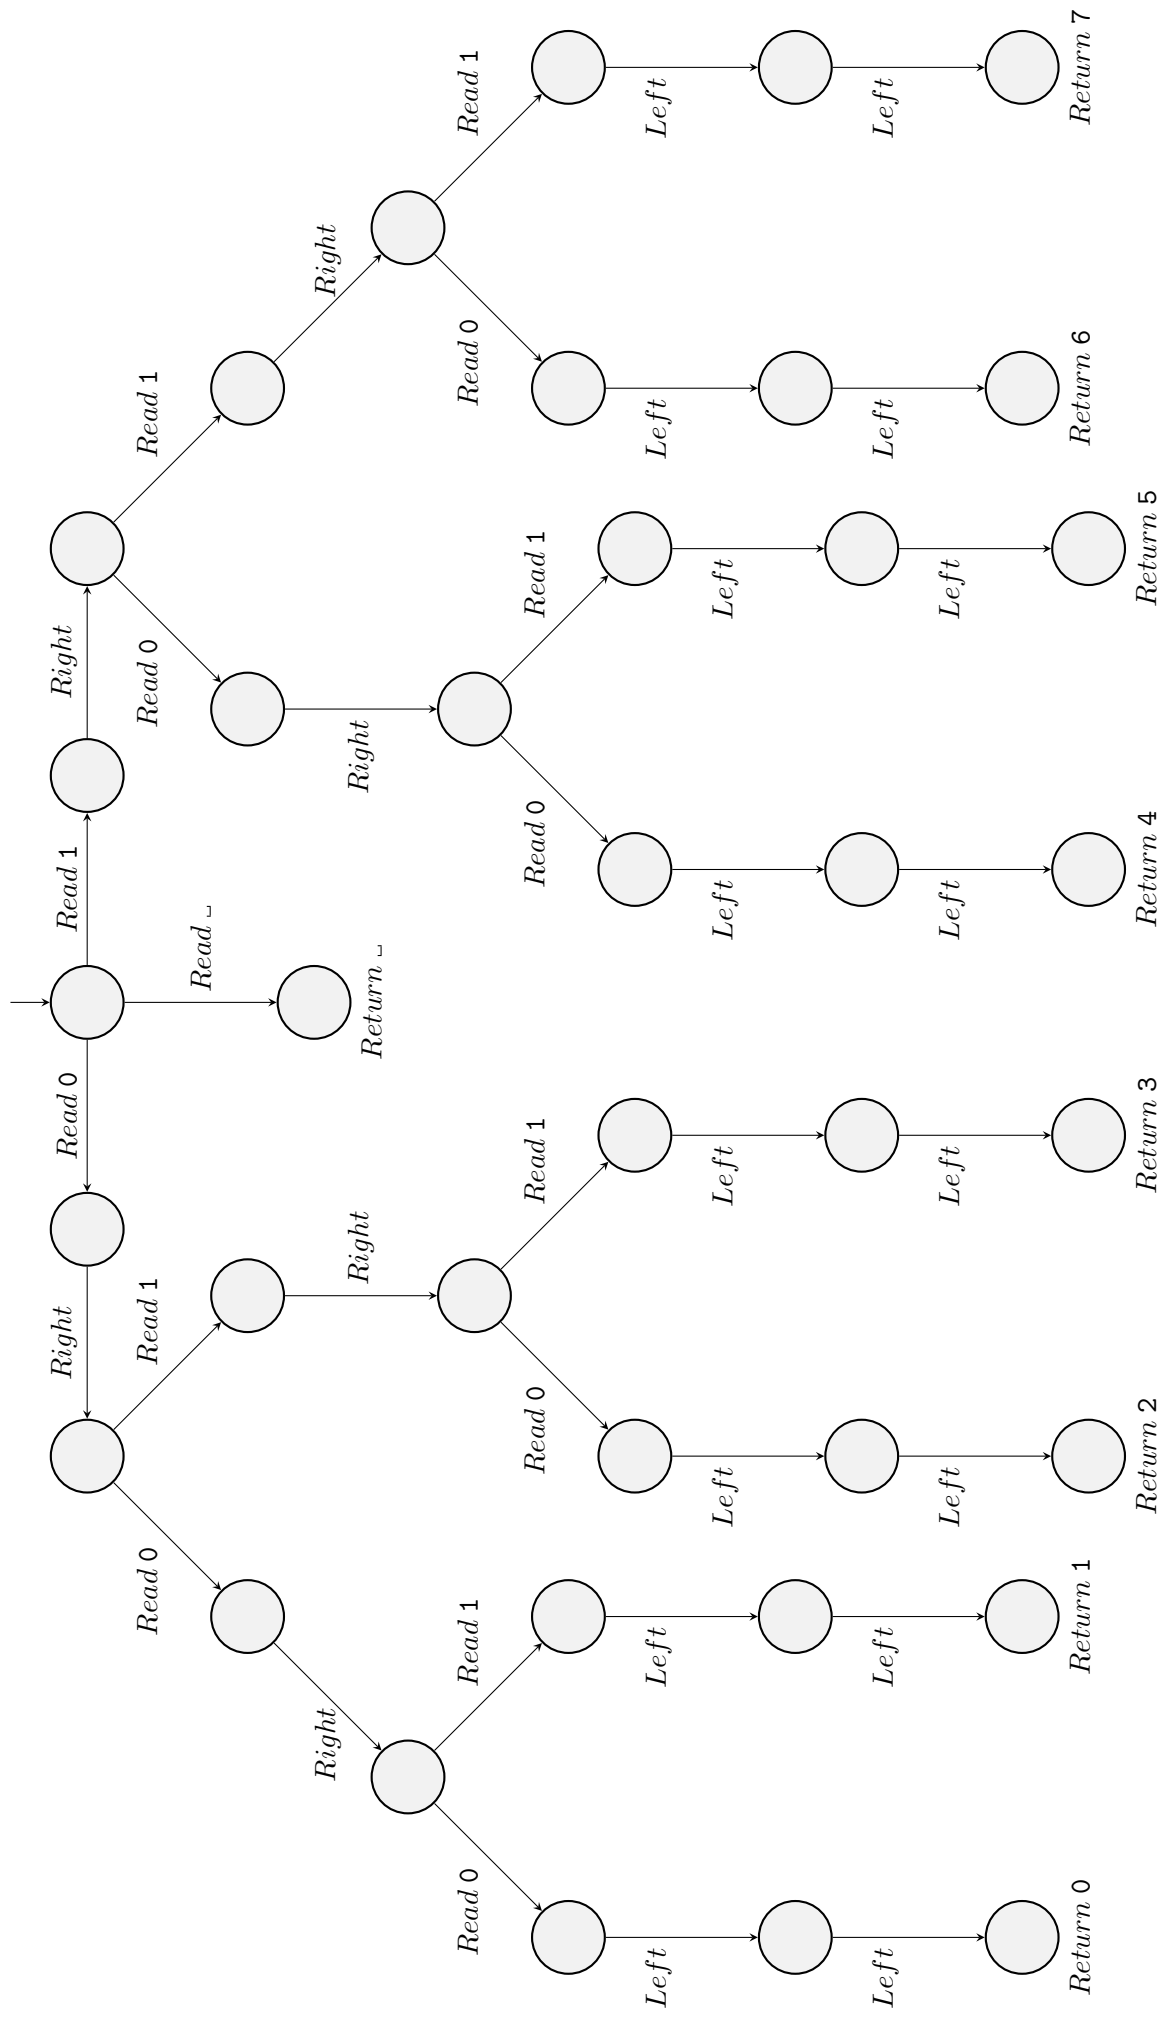 Read 1
Left
Left
Return 7
Right
Read 0
Left
Left
Return 6
Read 1
Right
Read 0
Read 1
Left
Left
Return 5
Right
Read 0
Left
Left
Return 4
Read 1
Read ␣
Return ␣
Read 0
Right
Read 1
Right
Read 1
Left
Left
Return 3
Read 0
Left
Left
Return 2
Read 0
Right
Read 1
Left
Left
Return 1
Read 0
Left
Left
Return 0